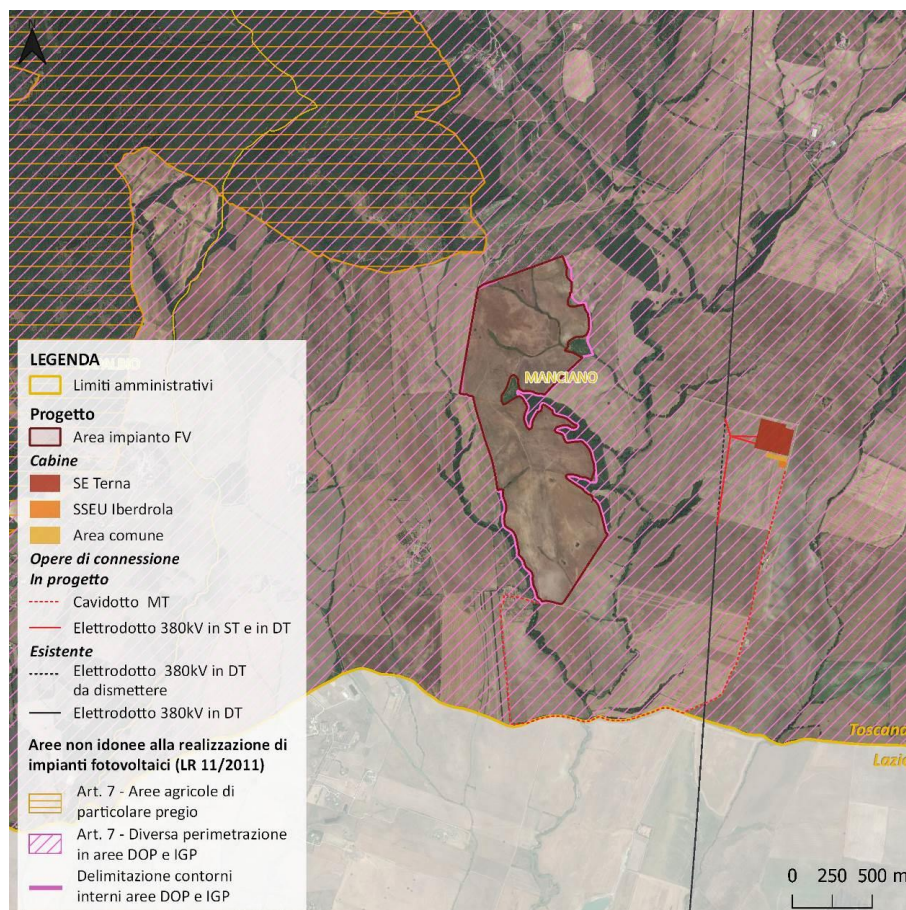 MANCIANO
LEGENDA
Limiti amministrativi
Progetto
Area impianto FV
Cabine
SE Terna
SSEU Iberdrola
Area comune
Opere di connessione
In progetto
Cavidotto MT
Elettrodotto 380kV in ST e in DT
Esistente
Elettrodotto 380kV in DT
da dismettere
Elettrodotto 380kV in DT
Aree non idonee alla realizzazione di
impianti fotovoltaici (LR 11/2011)
Art. 7 - Aree agricole di
particolare pregio
Art. 7 - Diversa perimetrazione
in aree DOP e IGP
Delimitazione contorni
interni aree DOP e IGP
Toscana
Lazio
0 250 500 m